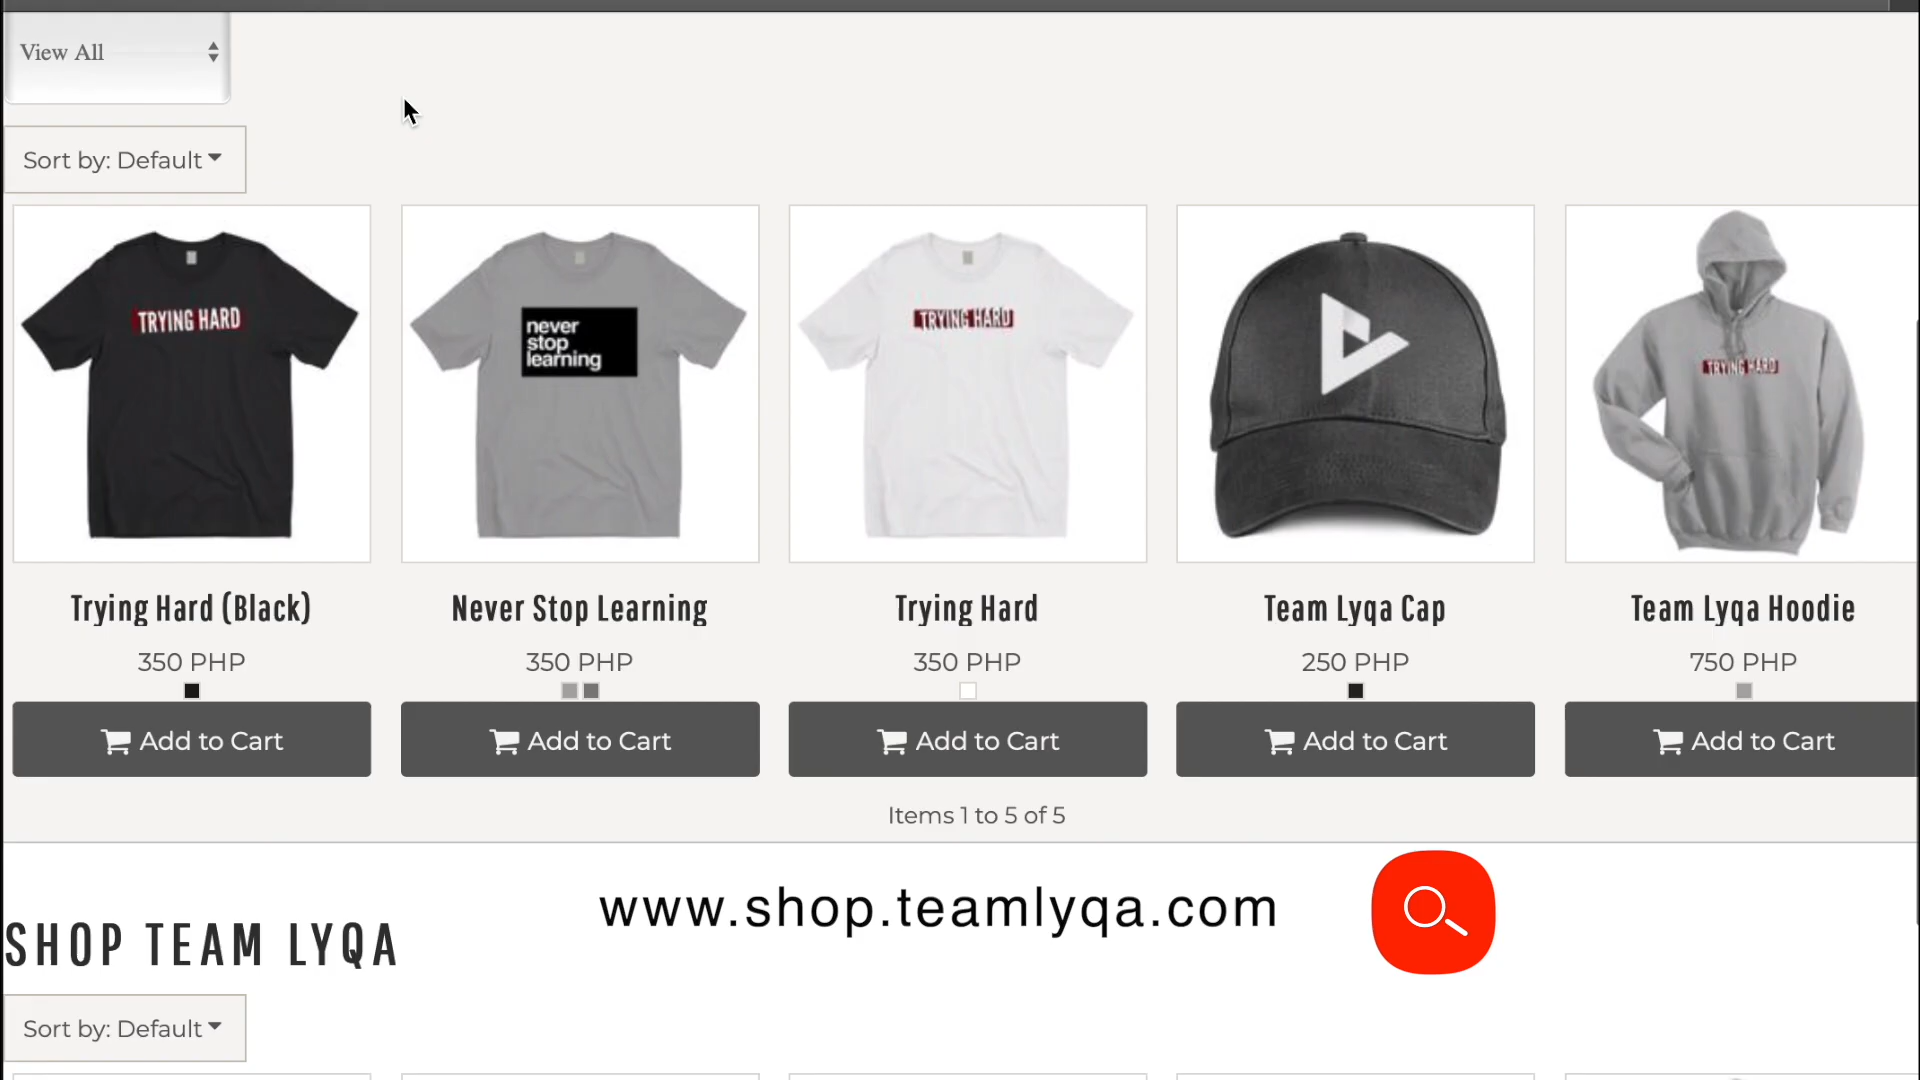 View All
Sort by: Default
TRYING HARD
never
stop
learning
TRYING HARD
TRYING HARD
Trying Hard (Black)
Never Stop Learning
Trying Hard
Team Lyqa Cap
Team Lyqa Hoodie
350 PHP
350 PHP
350 PHP
250 PHP
750 PHP
Add to Cart
Add to Cart
Add to Cart
Add to Cart
Add to Cart
Items 1 to 5 of 5
www.shop.teamlyqa.com
SHOP TEAM LYQA
Sort by: Default